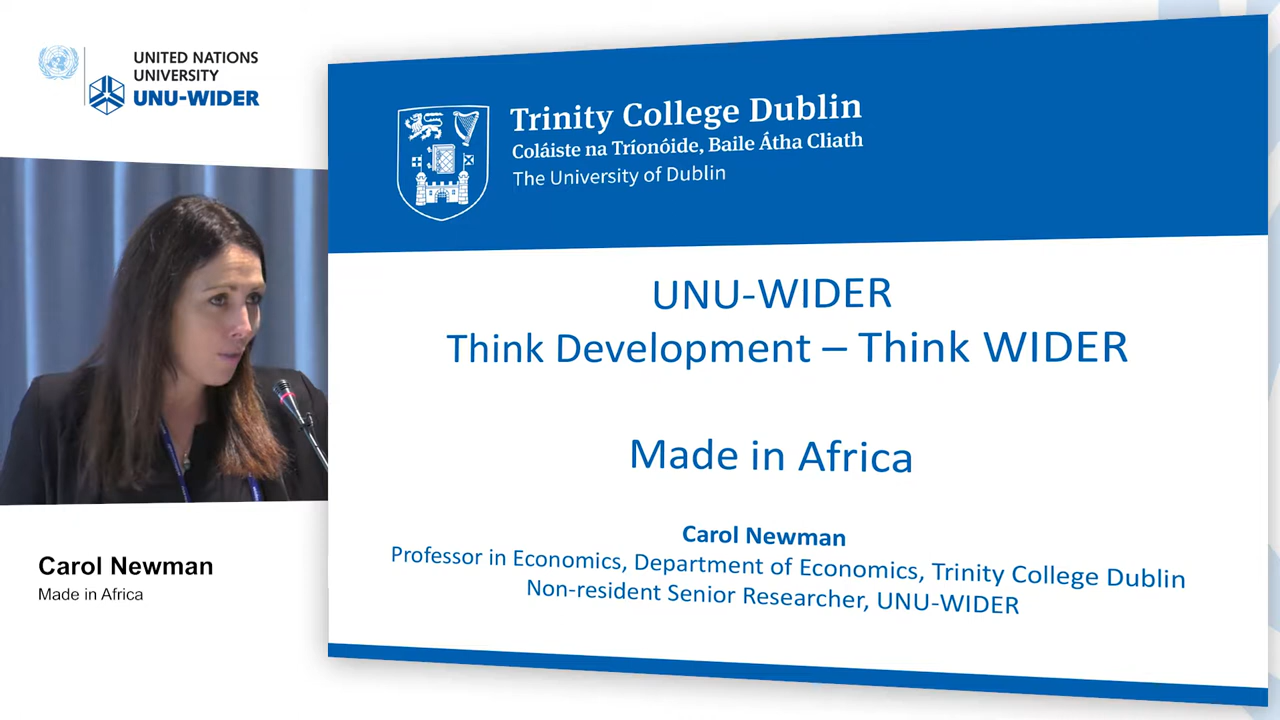 UNITED NATIONS
UNIVERSITY
UNU-WIDER
Carol Newman
Made in Africa
Trinity College Dublin
Coláiste na Tríonóide, Baile Átha Cliath
The University of Dublin
UNU-WIDER
Think Development – Think WIDER
Made in Africa
Carol Newman
Professor in Economics, Department of Economics, Trinity College Dublin
Non-resident Senior Researcher, UNU-WIDER